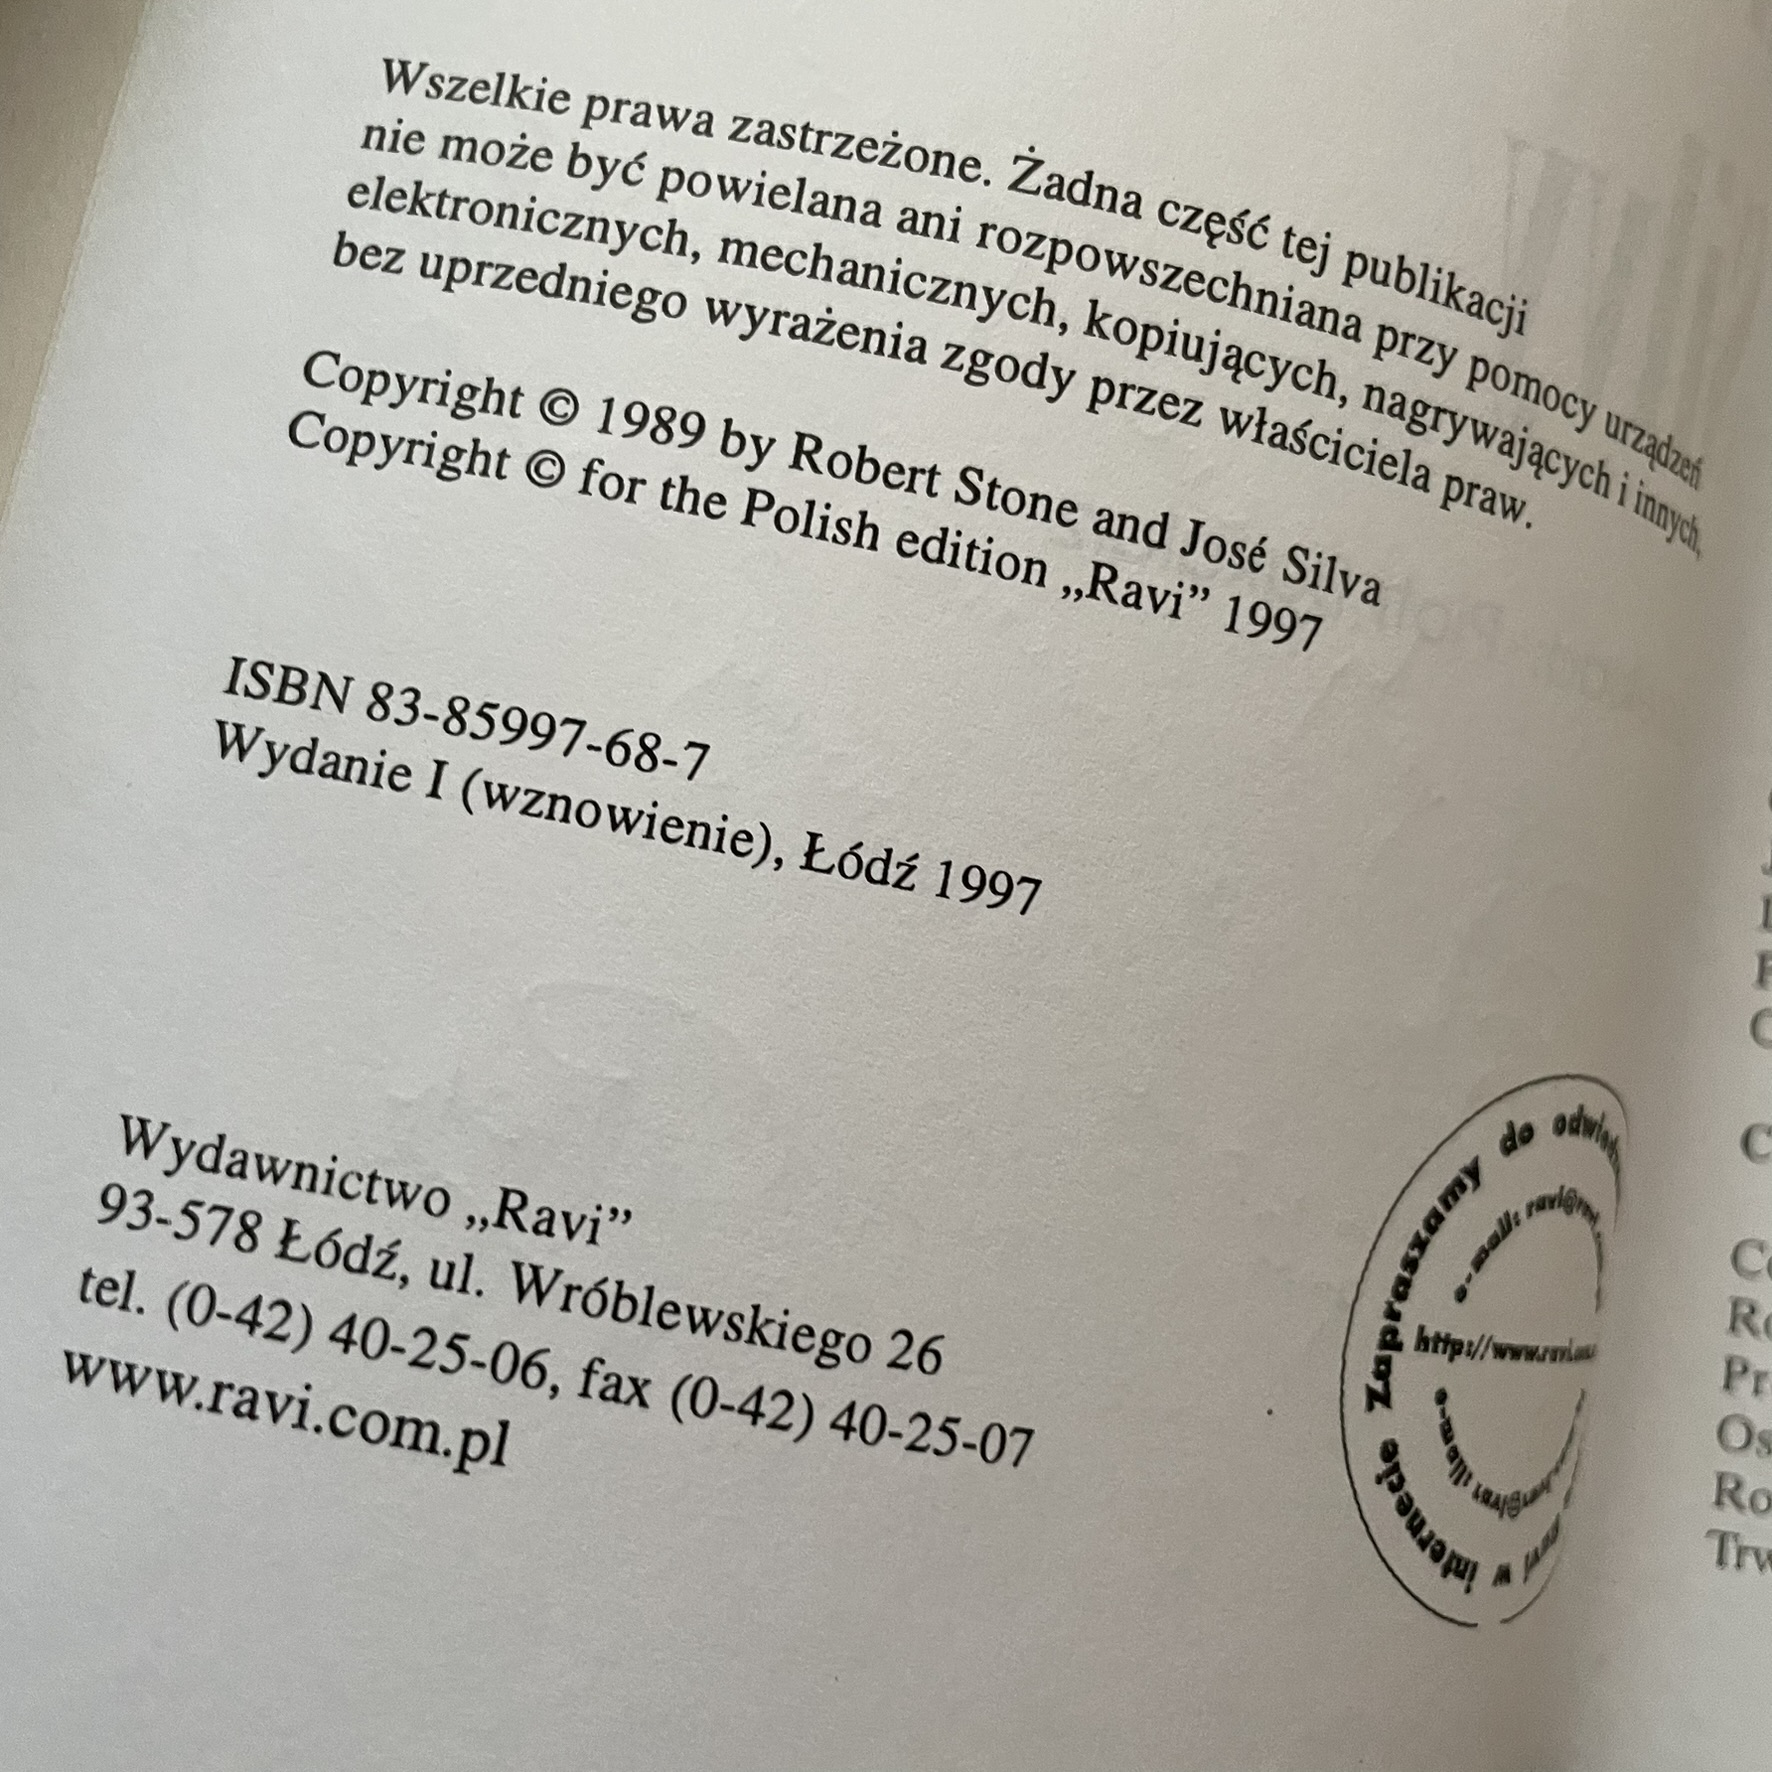 Wszelkie prawa zastrzeżone. Żadna część tej publikacji
nie może być powielana ani rozpowszechniana przy pomocy urządzeń
elektronicznych, mechanicznych, kopiujących, nagrywających i innych,
bez uprzedniego wyrażenia zgody przez właściciela praw.
Copyright © 1989 by Robert Stone and José Silva
Copyright © for the Polish edition „Ravi” 1997
ISBN 83-85997-68-7
Wydanie I (wznowienie), Łódź 1997
Wydawnictwo „Ravi”
93-578 Łódź, ul. Wróblewskiego 26
tel. (0-42) 40-25-06, fax (0-42) 40-25-07
www.ravi.com.pl
Zapraszamy do
e-mail:
w internecie